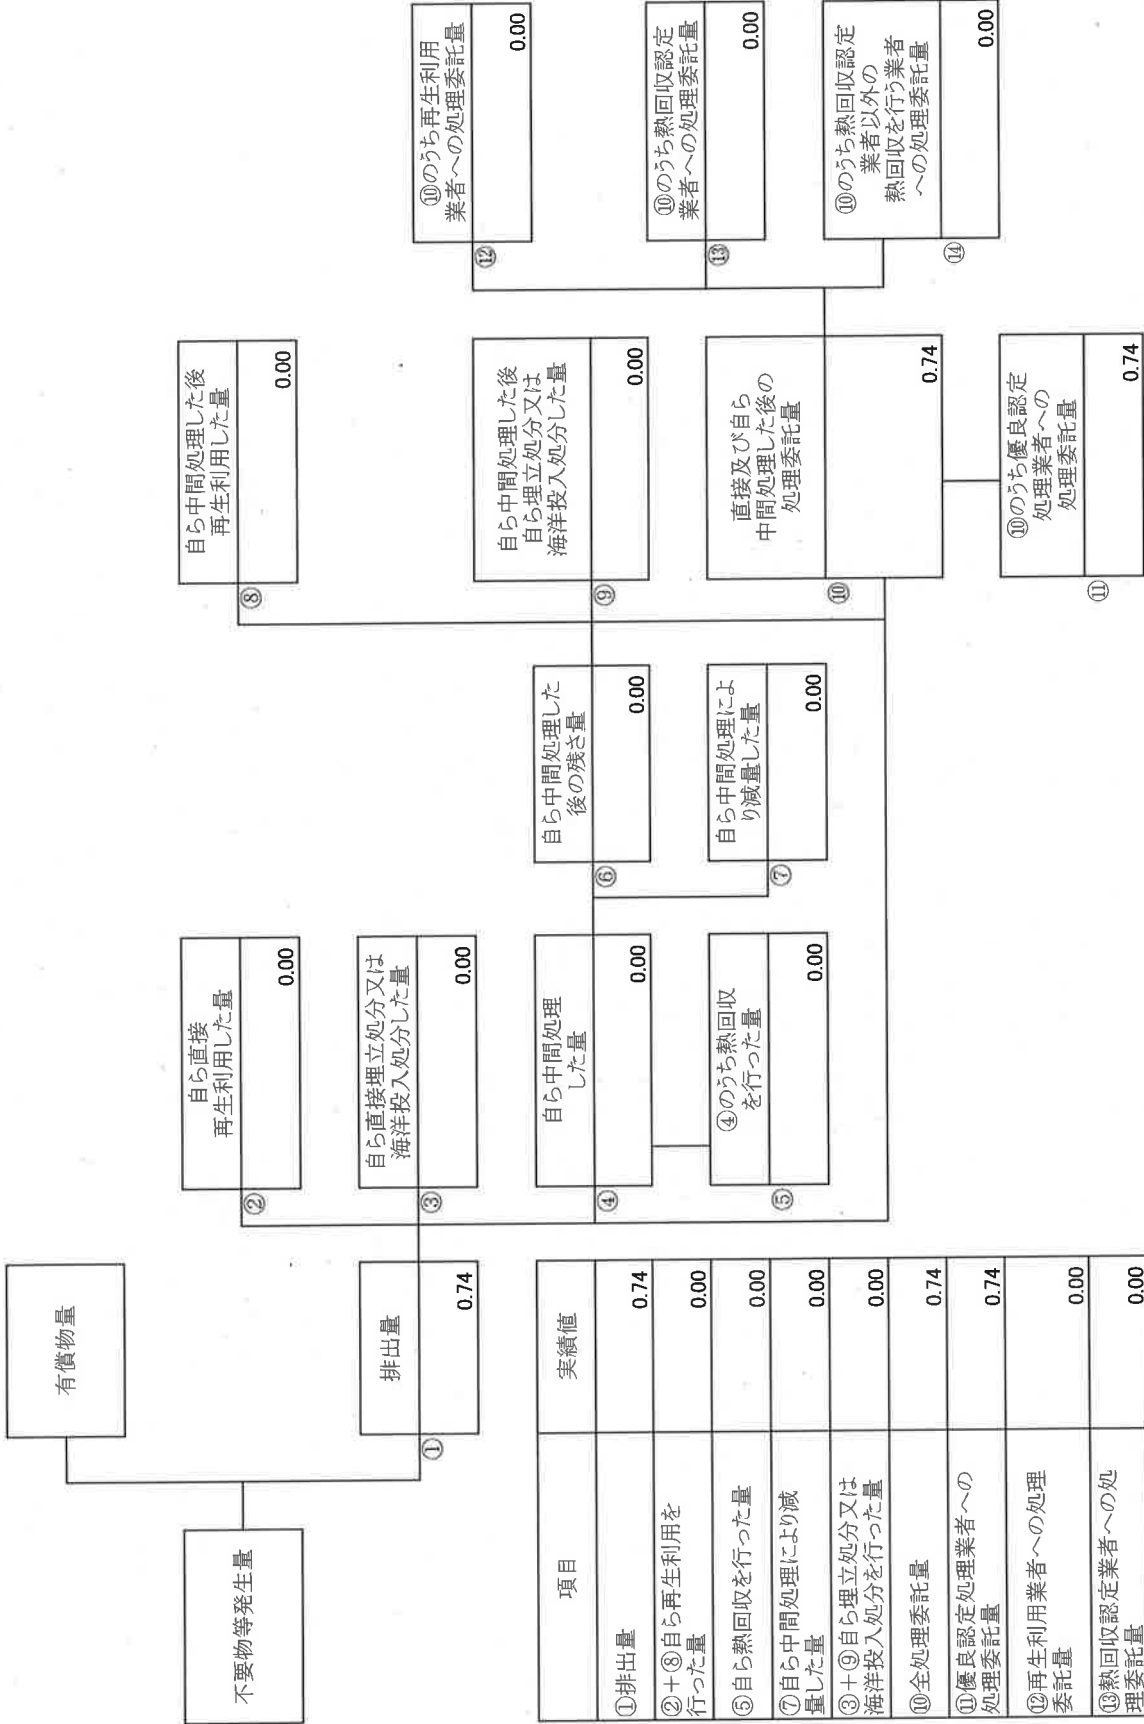 有償物量
不要物等発生量
排出量
①
0.74
自ら直接
再生利用した量
②
0.00
自ら直接埋立処分又は
海洋投入処分した量
③
0.00
自ら中間処理
した量
④
0.00
④のうち熱回収
を行った量
⑤
0.00
自ら中間処理した
後の残さ量
⑥
0.00
自ら中間処理によ
り減量した量
⑦
0.00
自ら中間処理した後
再生利用した量
⑧
0.00
自ら中間処理した後
自ら埋立処分又は
海洋投入処分した量
⑨
0.00
直接及び自ら
中間処理した後の
処理委託量
⑩
0.74
⑩のうち優良認定
処理業者への
処理委託量
⑪
0.74
⑩のうち再生利用
業者への処理委託量
⑫
0.00
⑩のうち熱回収認定
業者への処理委託量
⑬
0.00
⑩のうち熱回収認定
業者以外の
熱回収を行う業者
への処理委託量
⑭
0.00
項目 実績値
①排出量 0.74
②+⑧自ら再生利用を
行った量 0.00
⑤自ら熱回収を行った量 0.00
⑦自ら中間処理により減
量した量 0.00
③+⑨自ら埋立処分又は
海洋投入処分を行った量 0.00
⑩全処理委託量 0.74
⑪優良認定処理業者への
処理委託量 0.74
⑫再生利用業者への処理
委託量 0.00
⑬熱回収認定業者への処
理委託量 0.00